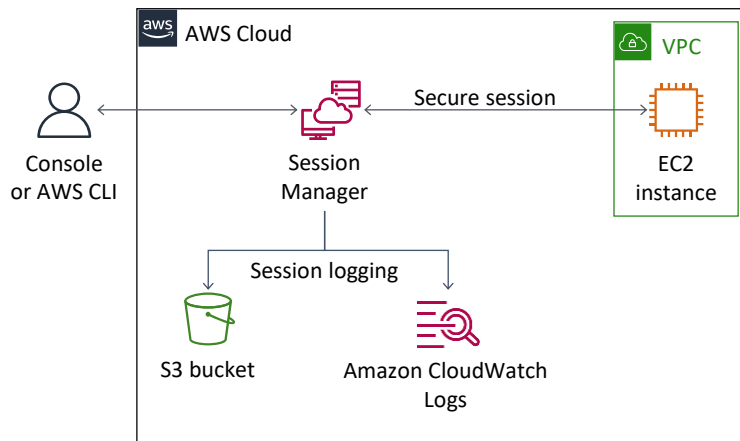 aws
AWS Cloud
VPC
Secure session
Console
or AWS CLI
Session
Manager
EC2
instance
Session logging
S3 bucket
Amazon CloudWatch
Logs